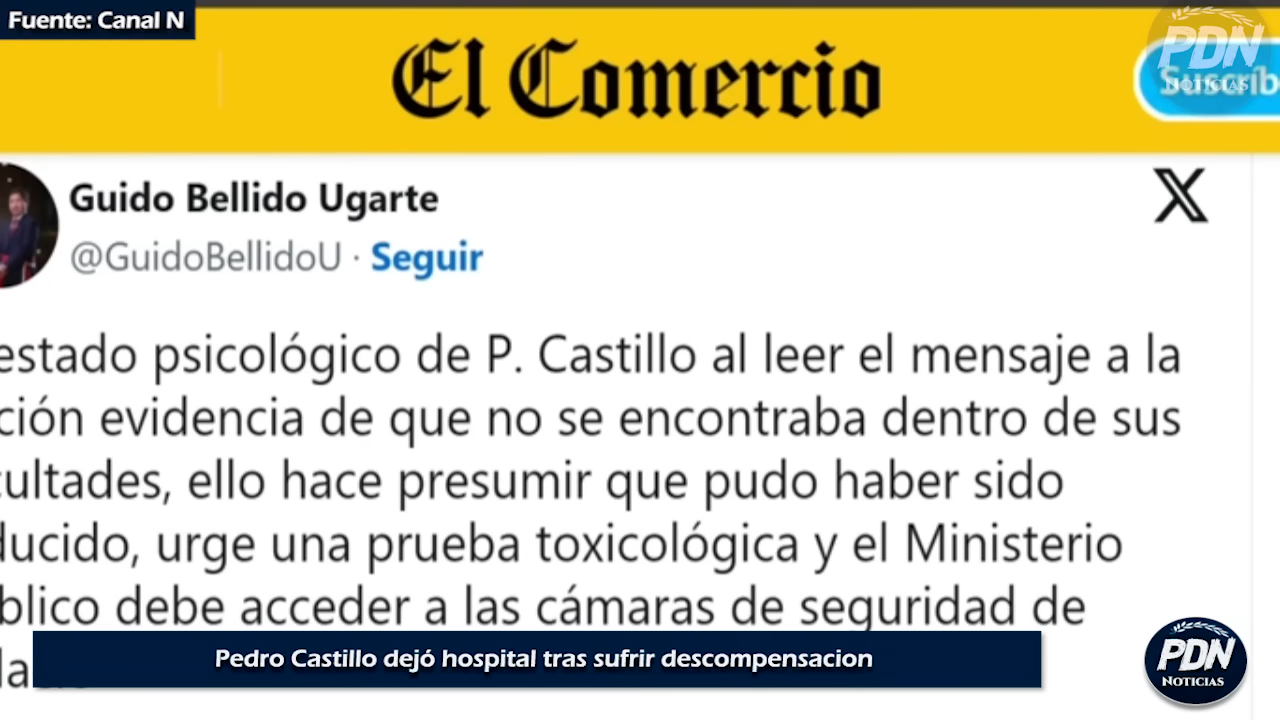 Fuente: Canal N
El Comercio
PDN
NOTICIAS
Suscríb
Guido Bellido Ugarte
@GuidoBellidoU · Seguir
estado psicológico de P. Castillo al leer el mensaje a la
ción evidencia de que no se encontraba dentro de sus
cultades, ello hace presumir que pudo haber sido
ducido, urge una prueba toxicológica y el Ministerio
blico debe acceder a las cámaras de seguridad de
Pedro Castillo dejó hospital tras sufrir descompensacion
PDN
NOTICIAS